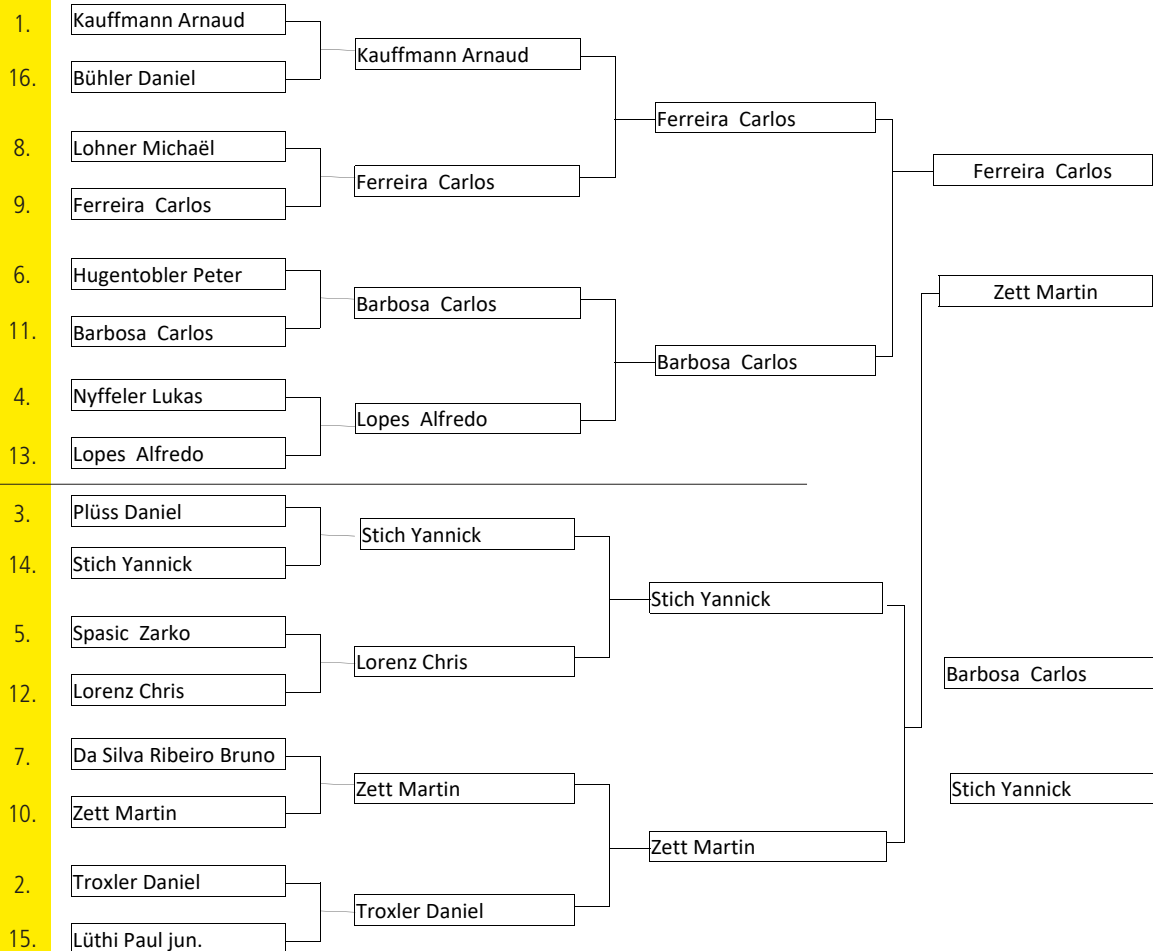 1.
Kauffmann Arnaud
16.
Bühler Daniel
8.
Lohner Michaël
9.
Ferreira  Carlos
6.
Hugentobler Peter
11.
Barbosa  Carlos
4.
Nyffeler Lukas
13.
Lopes  Alfredo
3.
Plüss Daniel
14.
Stich Yannick
5.
Spasic  Zarko
12.
Lorenz Chris
7.
Da Silva Ribeiro Bruno
10.
Zett Martin
2.
Troxler Daniel
15.
Lüthi Paul jun.
Kauffmann Arnaud
Ferreira  Carlos
Barbosa  Carlos
Lopes  Alfredo
Stich Yannick
Lorenz Chris
Zett Martin
Troxler Daniel
Ferreira  Carlos
Barbosa  Carlos
Stich Yannick
Zett Martin
Ferreira  Carlos
Zett Martin
Barbosa  Carlos
Stich Yannick